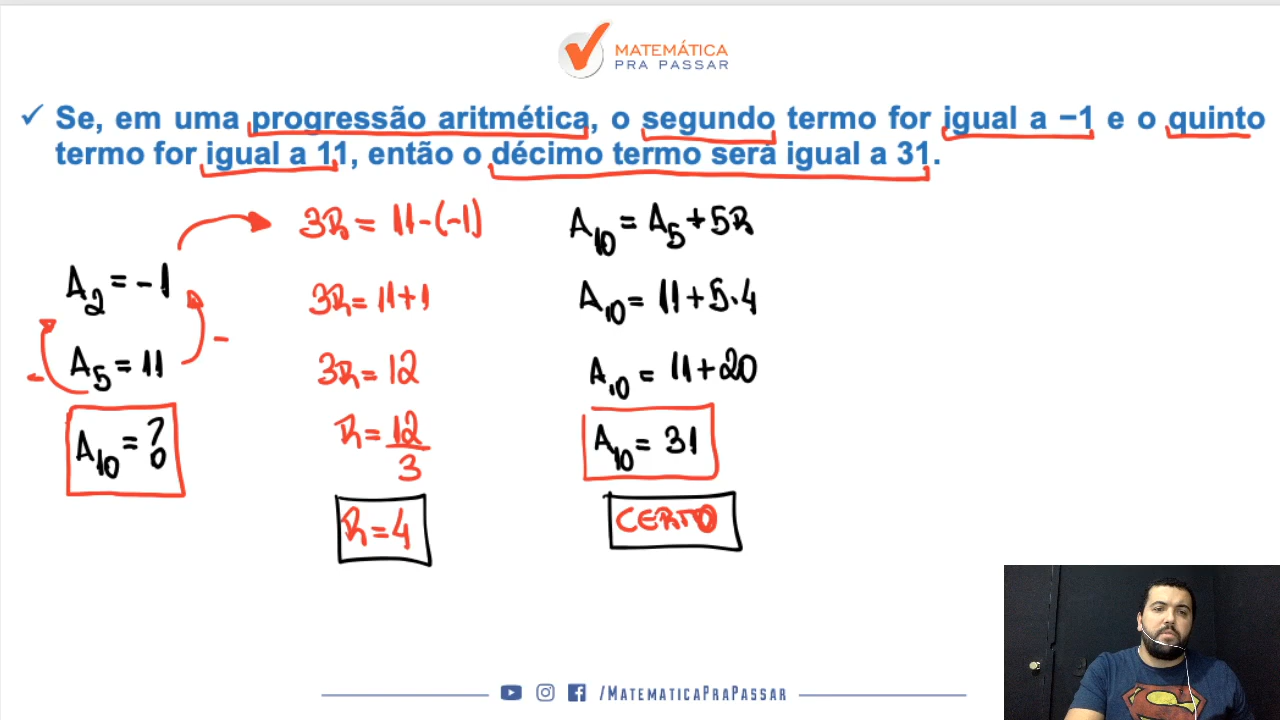 MATEMÁTICA
PRA PASSAR
✓ Se, em uma progressão aritmética, o segundo termo for igual a −1 e o quinto
termo for igual a 11, então o décimo termo será igual a 31.
A₂ = -1
A₅ = 11
-
-
A₁₀ = ?
3R = 11-(-1)
3R = 11+1
3R = 12
R = 12/3
R = 4
A₁₀ = A₅ + 5R
A₁₀ = 11 + 5.4
A₁₀ = 11 + 20
A₁₀ = 31
CERTO
/MATEMATICAPRAPASSAR